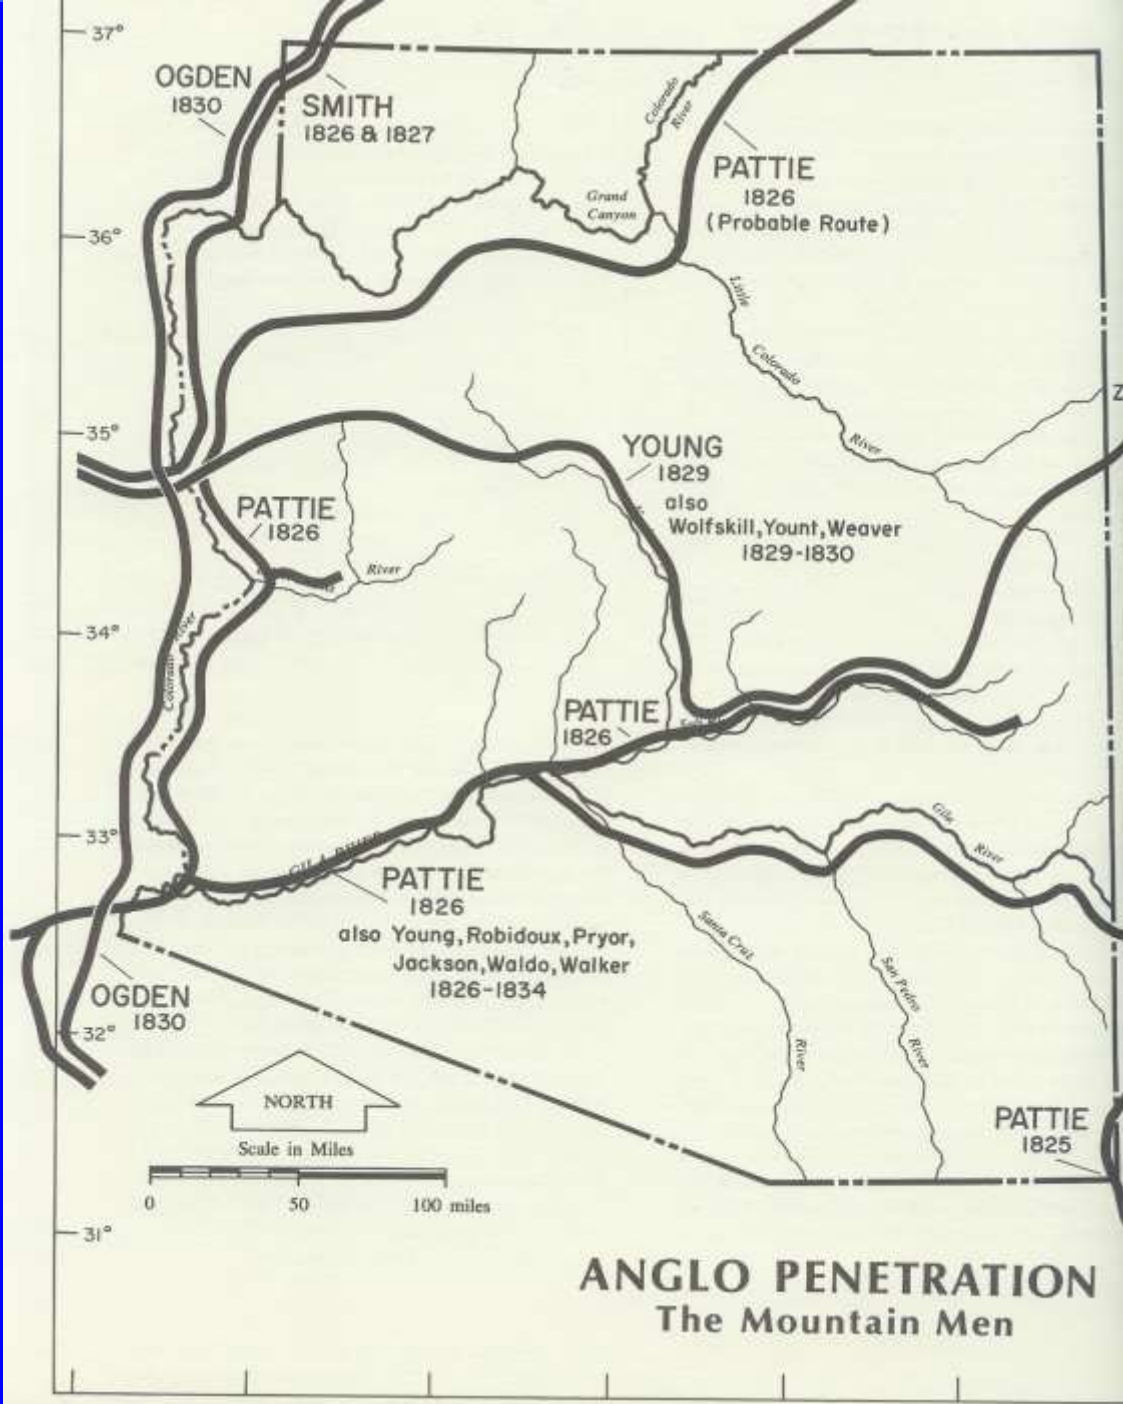 37°
OGDEN
1830
SMITH
1826 & 1827
Colorado
River
PATTIE
1826
(Probable Route)
Grand
Canyon
36°
Little
Colorado
River
35°
YOUNG
1829
also
Wolfskill, Yount, Weaver
1829-1830
PATTIE
1826
River
34°
Colorado River
PATTIE
1826
33°
GILA RIVER
Gila
River
PATTIE
1826
also Young, Robidoux, Pryor,
Jackson, Waldo, Walker
1826-1834
Santa Cruz
River
San Pedro
River
OGDEN
1830
32°
NORTH
Scale in Miles
0 50 100 miles
PATTIE
1825
31°
ANGLO PENETRATION
The Mountain Men